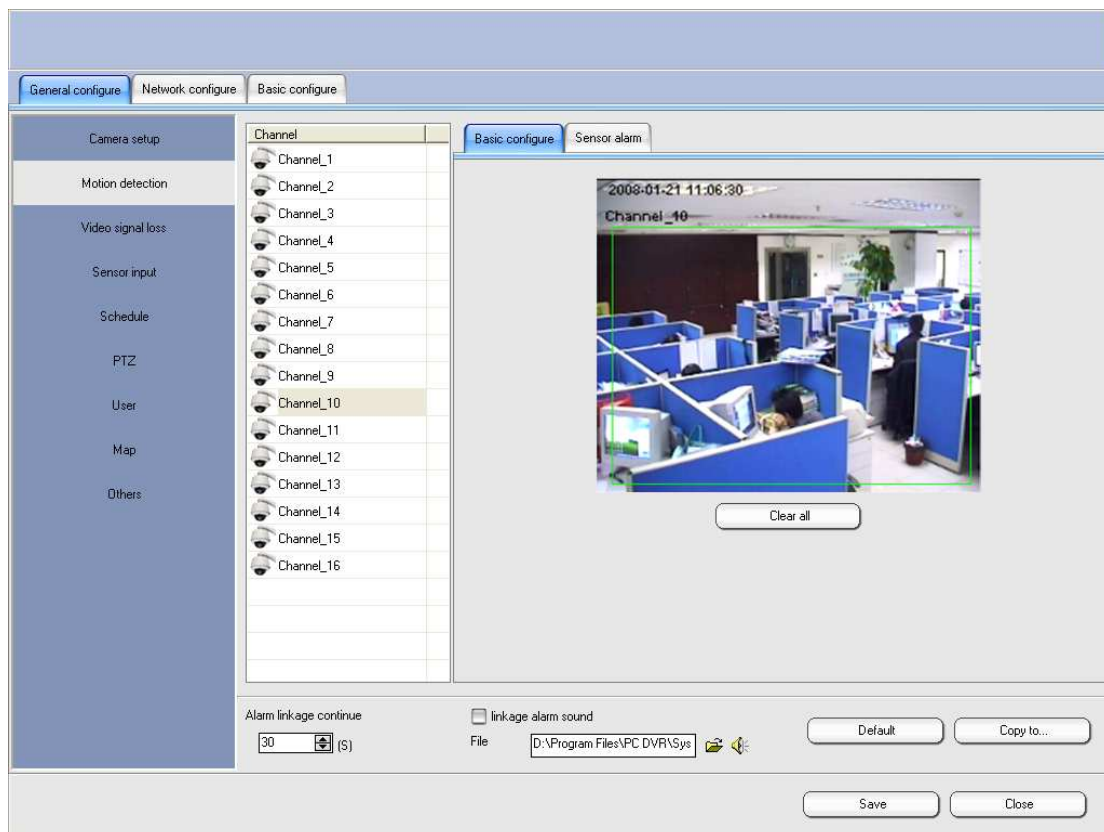 General configure
Network configure
Basic configure
Camera setup
Motion detection
Video signal loss
Sensor input
Schedule
PTZ
User
Map
Others
Channel
Channel_1
Channel_2
Channel_3
Channel_4
Channel_5
Channel_6
Channel_7
Channel_8
Channel_9
Channel_10
Channel_11
Channel_12
Channel_13
Channel_14
Channel_15
Channel_16
Basic configure
Sensor alarm
2008-01-21 11:06:30
Channel_10
Clear all
Alarm linkage continue
30 (S)
linkage alarm sound
File D:\Program Files\PC DVR\Sys
Default
Copy to...
Save
Close